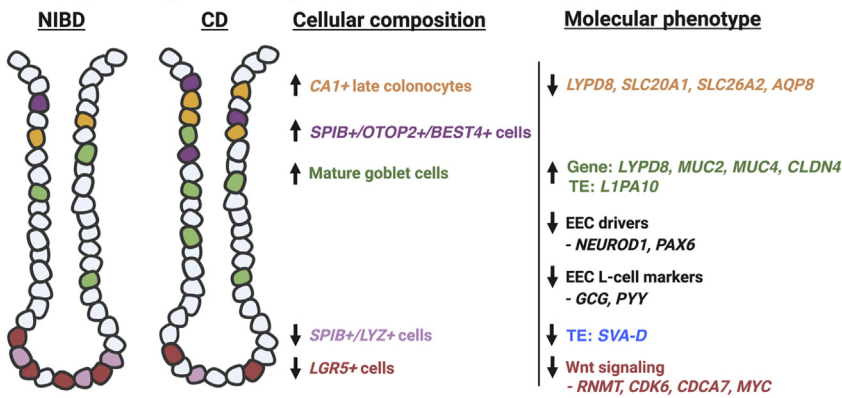 NIBD
CD
Cellular composition
Molecular phenotype
CA1+ late colonocytes
LYPD8, SLC20A1, SLC26A2, AQP8
SPIB+/OTOP2+/BEST4+ cells
Mature goblet cells
Gene: LYPD8, MUC2, MUC4, CLDN4
TE: L1PA10
EEC drivers
- NEUROD1, PAX6
EEC L-cell markers
- GCG, PYY
SPIB+/LYZ+ cells
TE: SVA-D
LGR5+ cells
Wnt signaling
- RNMT, CDK6, CDCA7, MYC